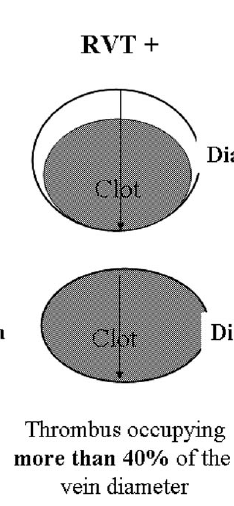 RVT +
Clot
Clot
Thrombus occupying
more than 40% of the
vein diameter